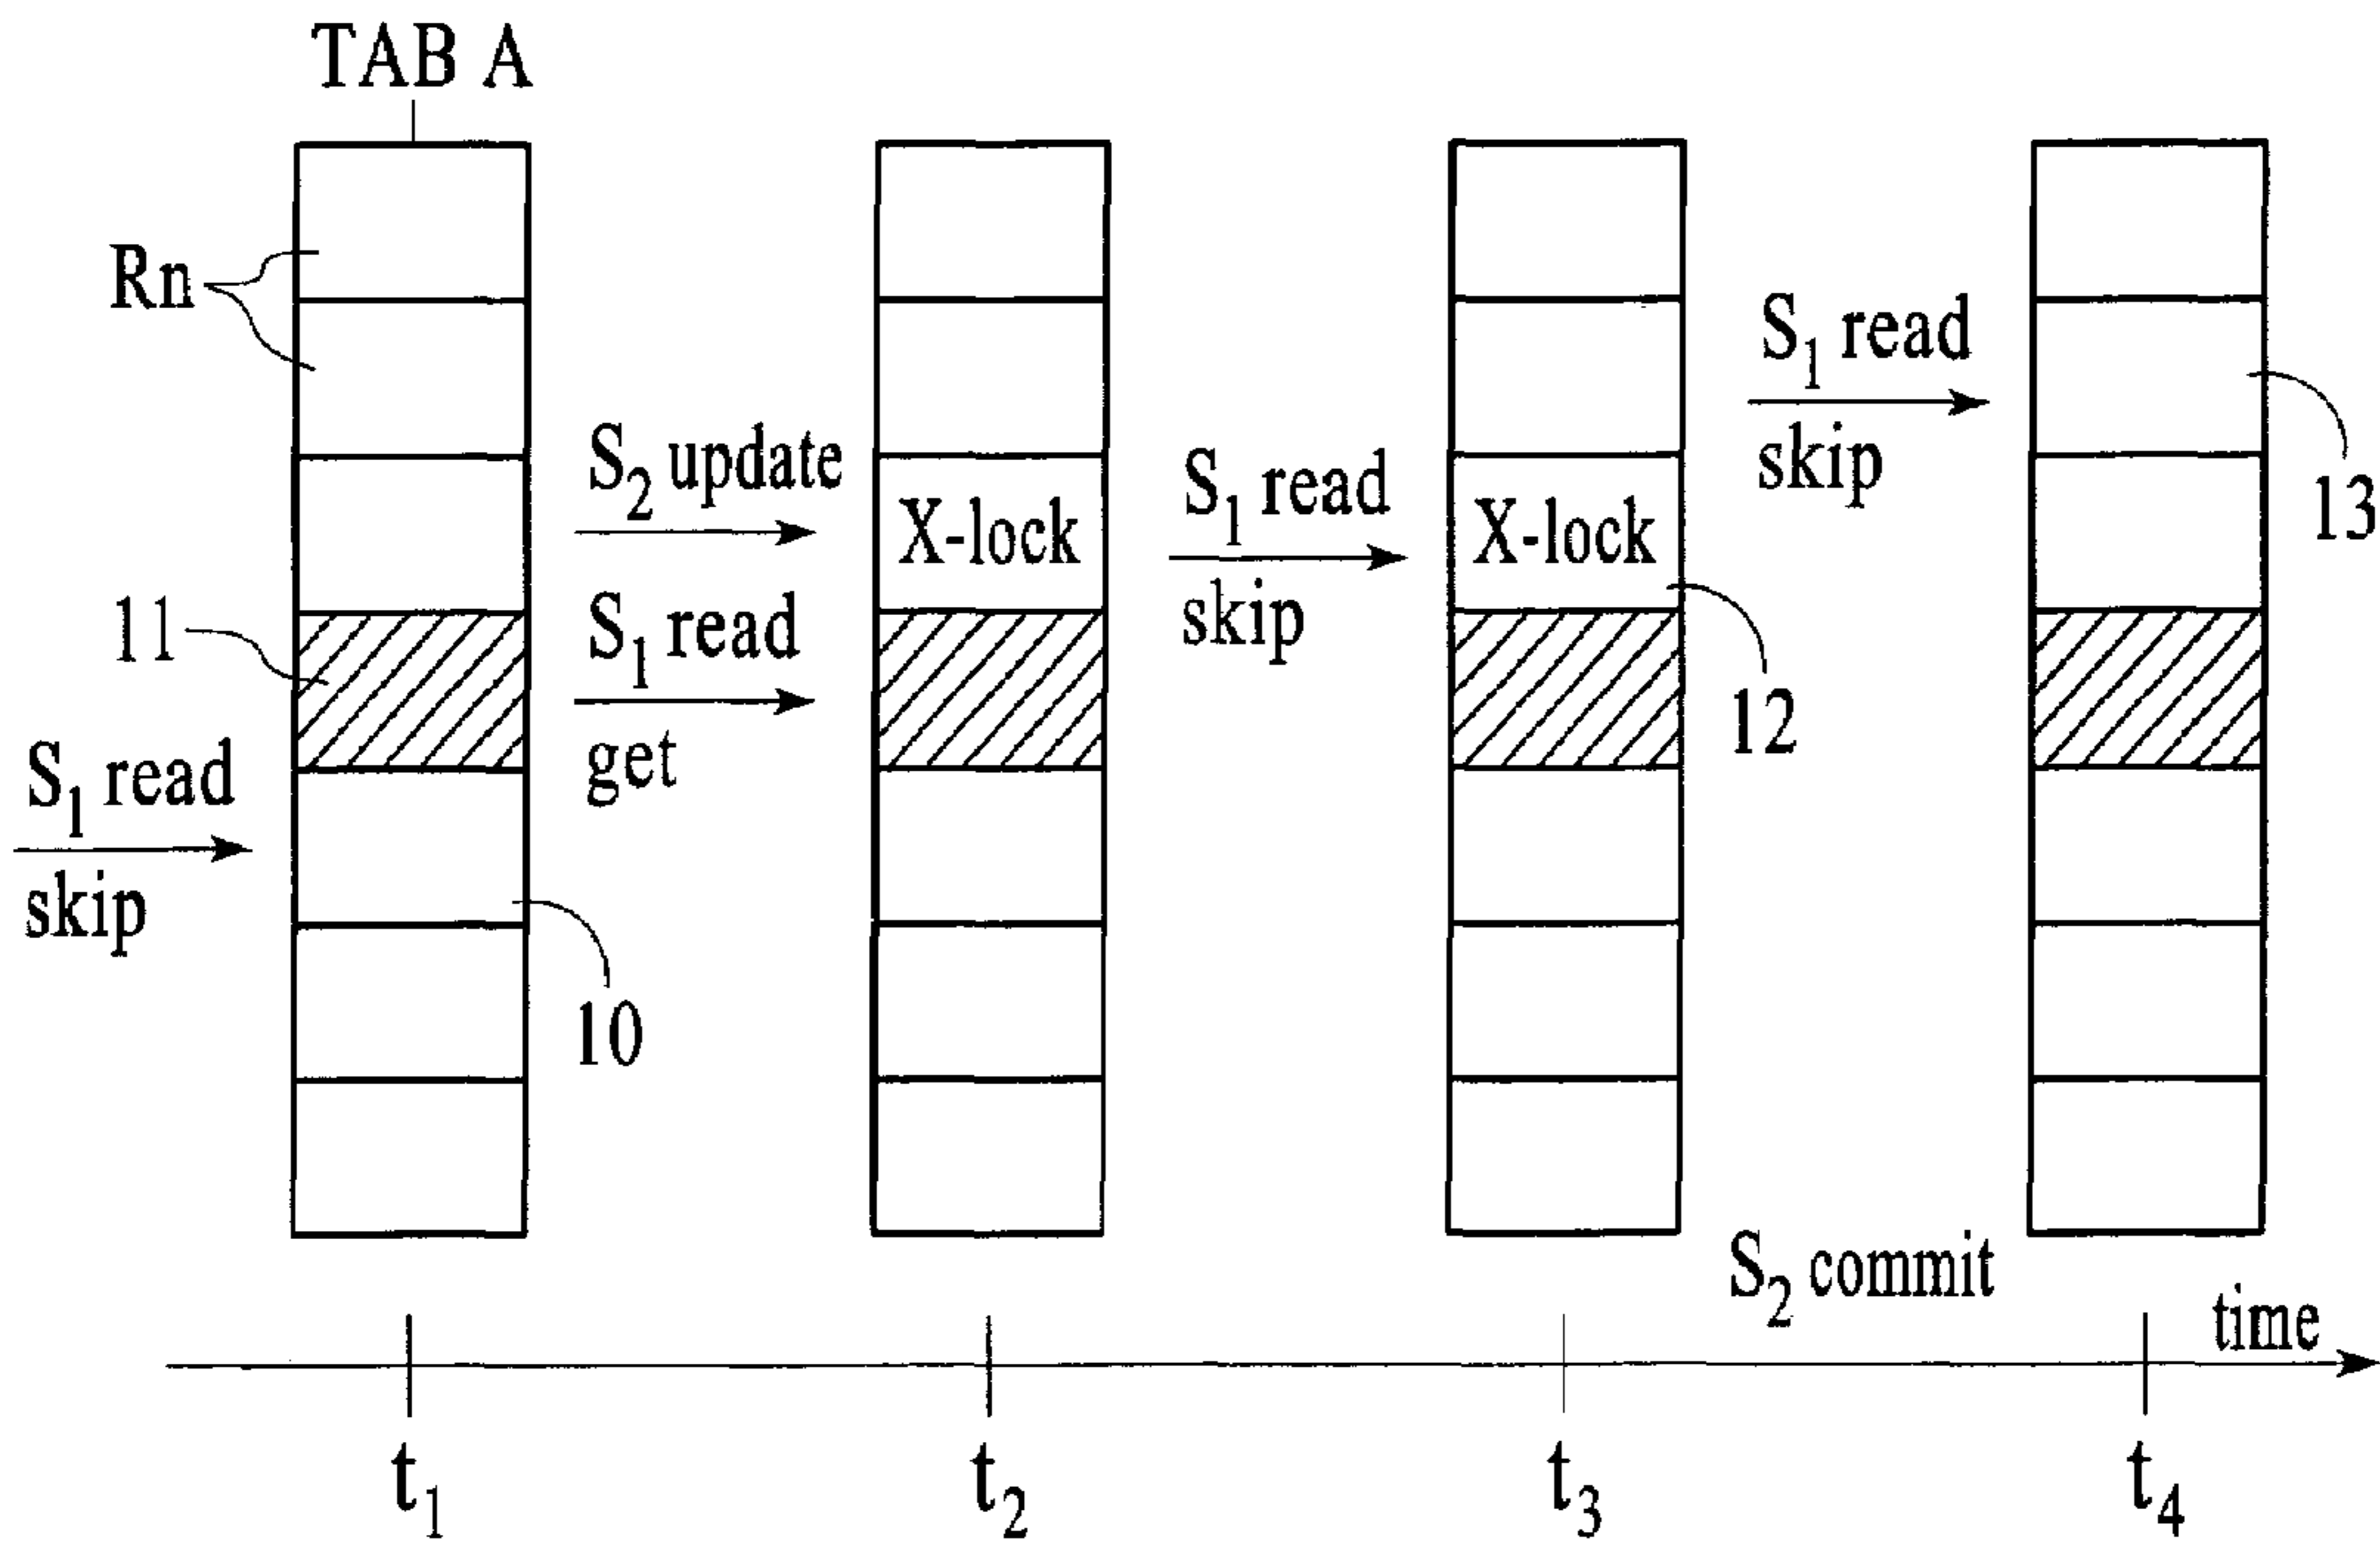 TAB A
Rn
S1 read
skip
S2 update
X-lock
S1 read
skip
X-lock
13
11
S1 read
get
12
S1 read
skip
10
S2 commit
time
t1
t2
t3
t4